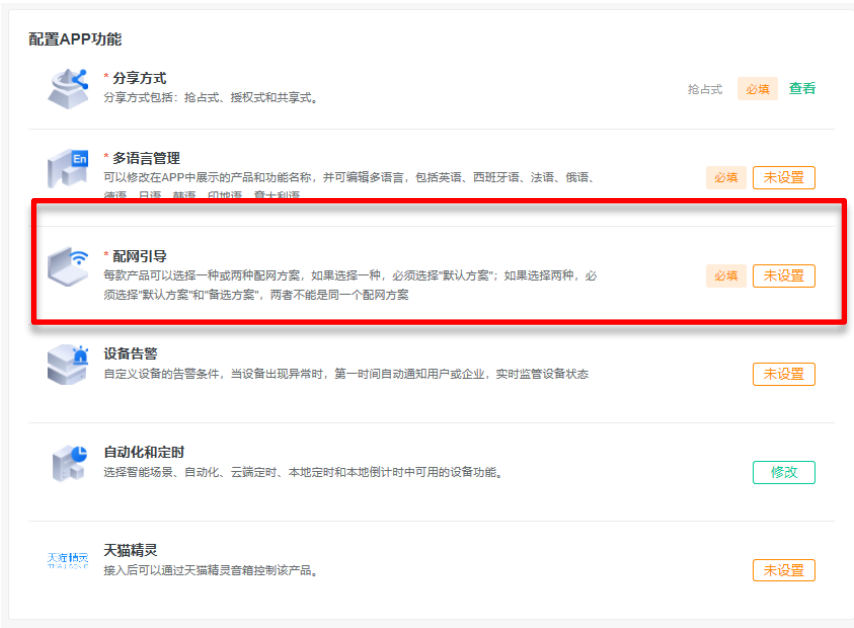 配置APP功能
* 分享方式
分享方式包括：抢占式、授权式和共享式。
抢占式 必填 查看
En
* 多语言管理
可以修改在APP中展示的产品和功能名称，并可编辑多语言，包括英语、西班牙语、法语、俄语、
德语、日语、韩语、印地语、意大利语
必填 未设置
* 配网引导
每款产品可以选择一种或两种配网方案，如果选择一种，必须选择"默认方案"；如果选择两种，必
须选择"默认方案"和"备选方案"，两者不能是同一个配网方案
必填 未设置
设备告警
自定义设备的告警条件，当设备出现异常时，第一时间自动通知用户或企业，实时监管设备状态
未设置
自动化和定时
选择智能场景、自动化、云端定时、本地定时和本地倒计时中可用的设备功能。
修改
天猫精灵
天猫精灵
接入后可以通过天猫精灵音箱控制该产品。
未设置